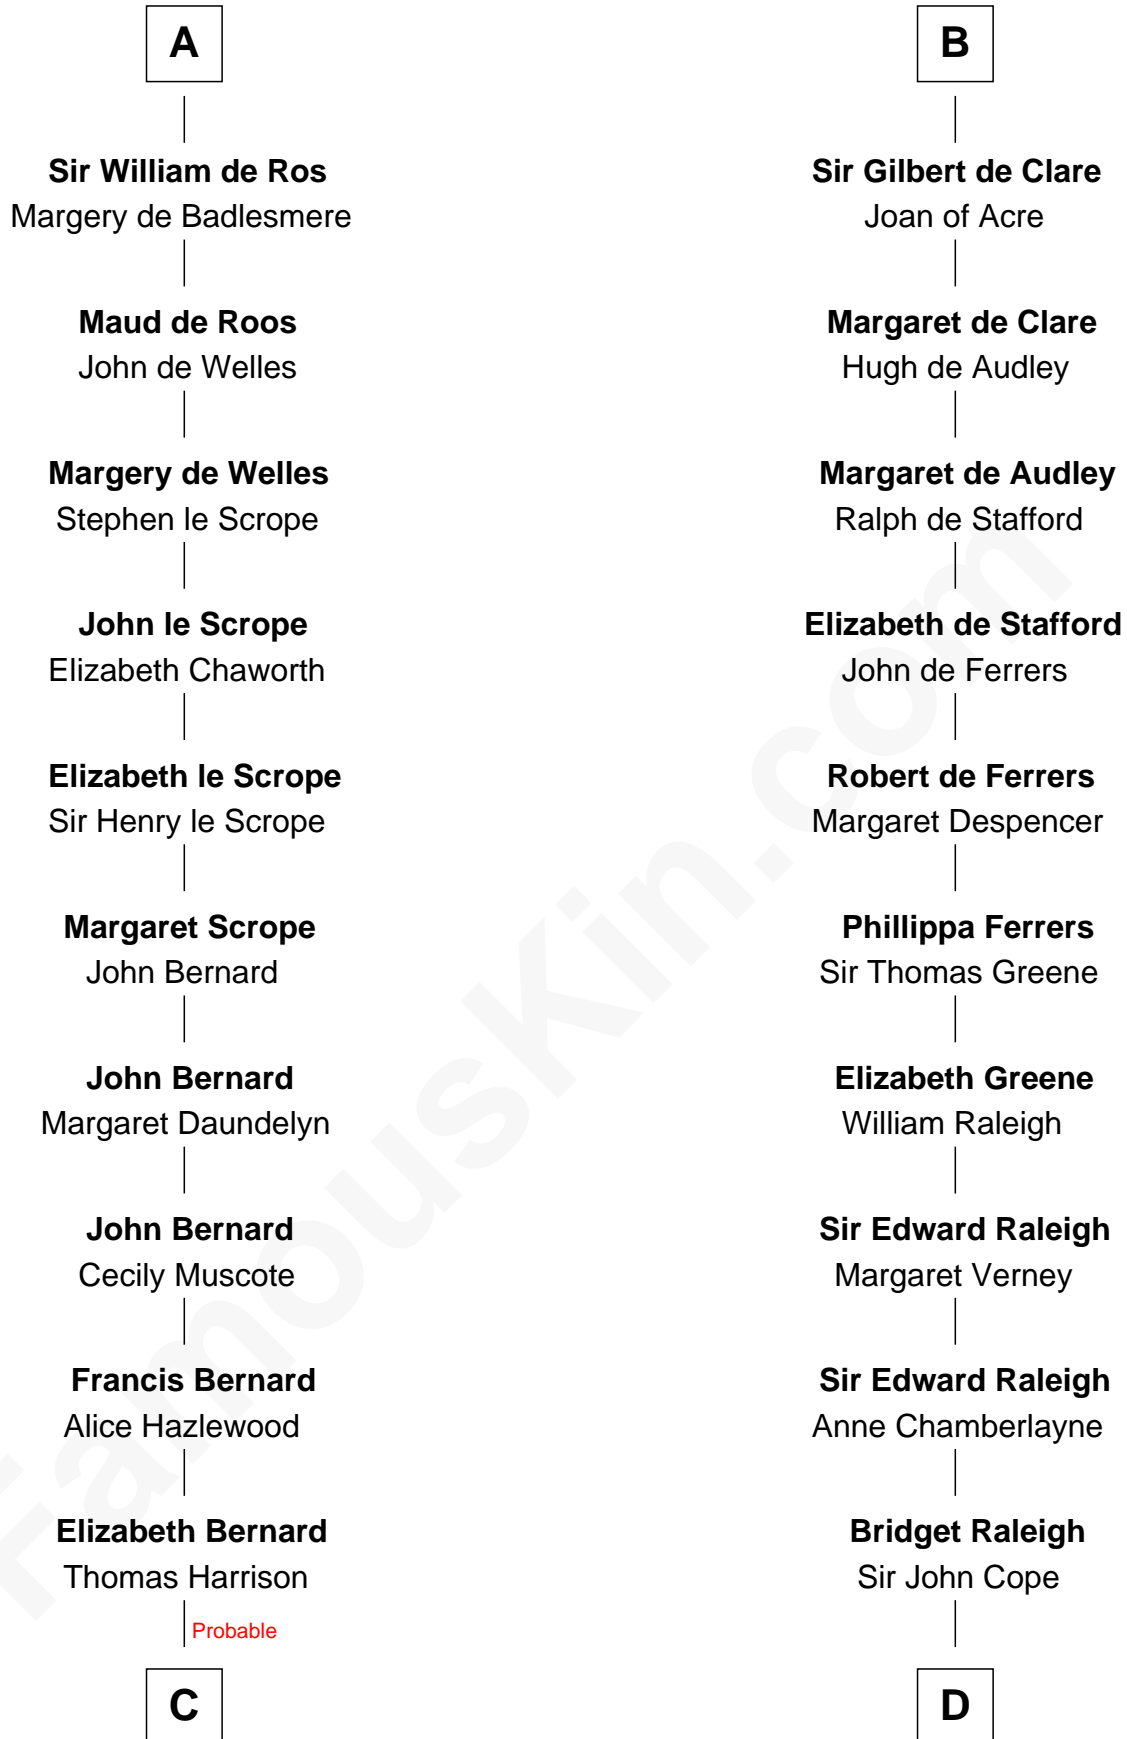 A
Sir William de Ros
Margery de Badlesmere
Maud de Roos
John de Welles
Margery de Welles
Stephen le Scrope
John le Scrope
Elizabeth Chaworth
Elizabeth le Scrope
Sir Henry le Scrope
Margaret Scrope
John Bernard
John Bernard
Margaret Daundelyn
John Bernard
Cecily Muscote
Francis Bernard
Alice Hazlewood
Elizabeth Bernard
Thomas Harrison
Probable
C
B
Sir Gilbert de Clare
Joan of Acre
Margaret de Clare
Hugh de Audley
Margaret de Audley
Ralph de Stafford
Elizabeth de Stafford
John de Ferrers
Robert de Ferrers
Margaret Despencer
Phillippa Ferrers
Sir Thomas Greene
Elizabeth Greene
William Raleigh
Sir Edward Raleigh
Margaret Verney
Sir Edward Raleigh
Anne Chamberlayne
Bridget Raleigh
Sir John Cope
D
FamousKin.com